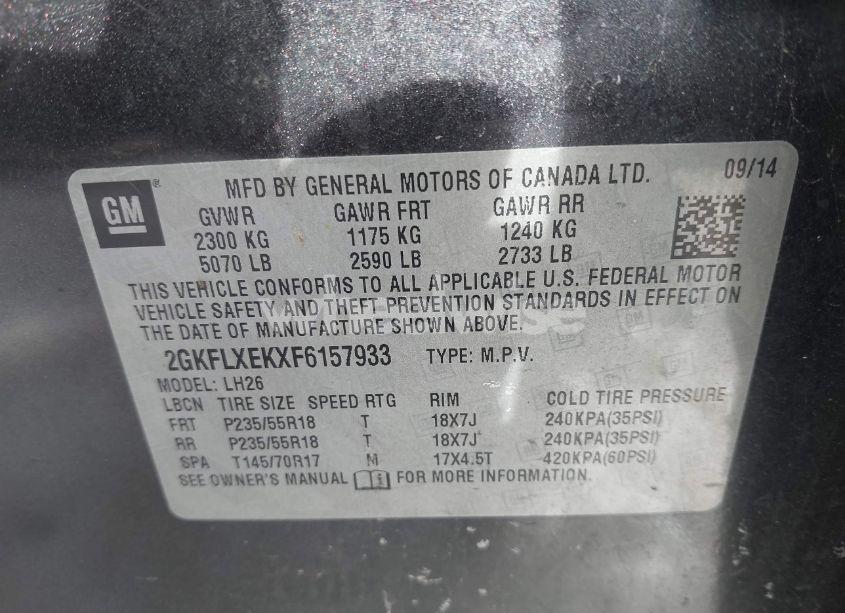 GM ®
MFD BY GENERAL MOTORS OF CANADA LTD. 09/14
GVWR GAWR FRT GAWR RR
2300 KG 1175 KG 1240 KG
5070 LB 2590 LB 2733 LB
THIS VEHICLE CONFORMS TO ALL APPLICABLE U.S. FEDERAL MOTOR
VEHICLE SAFETY AND THEFT PREVENTION STANDARDS IN EFFECT ON
THE DATE OF MANUFACTURE SHOWN ABOVE.
2GKFLXEKXF6157933 TYPE: M.P.V.
MODEL: LH26
LBCN TIRE SIZE SPEED RTG RIM COLD TIRE PRESSURE
FRT P235/55R18 T 18X7J 240KPA(35PSI)
RR P235/55R18 T 18X7J 240KPA(35PSI)
SPA T145/70R17 M 17X4.5T 420KPA(60PSI)
SEE OWNER'S MANUAL FOR MORE INFORMATION.